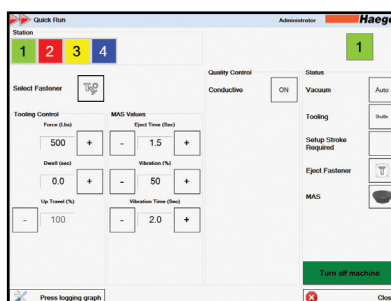 Quick Run
Administrator
Haege
Station
1 2 3 4
1
Select Fastener
Quality Control
Conductive ON
Status
Vacuum Auto
Tooling Shuttle
Setup Stroke
Required
Eject Fastener
MAS
Tooling Control
Force (Lbs)
500 +
Dwell (sec)
0.0 +
Up Travel (%)
- 100
MAS Values
Eject Time (Sec)
- 1.5 +
Vibration (%)
- 50 +
Vibration Time (Sec)
- 2.0 +
Turn off machine
Press logging graph
Clos